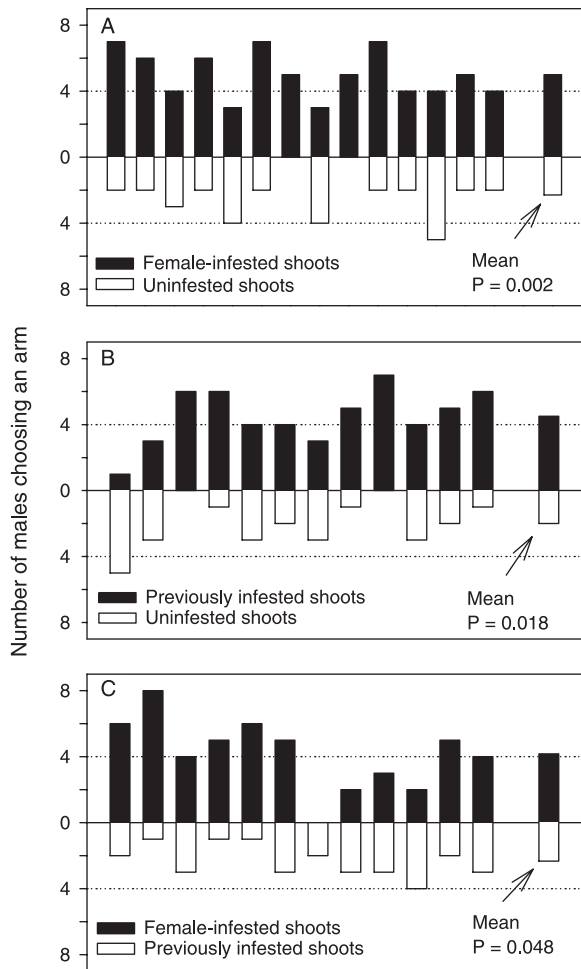 Number of males choosing an arm
A
8
4
0
4
8
Female-infested shoots
Uninfested shoots
Mean
P = 0.002
B
8
4
0
4
8
Previously infested shoots
Uninfested shoots
Mean
P = 0.018
C
8
4
0
4
8
Female-infested shoots
Previously infested shoots
Mean
P = 0.048